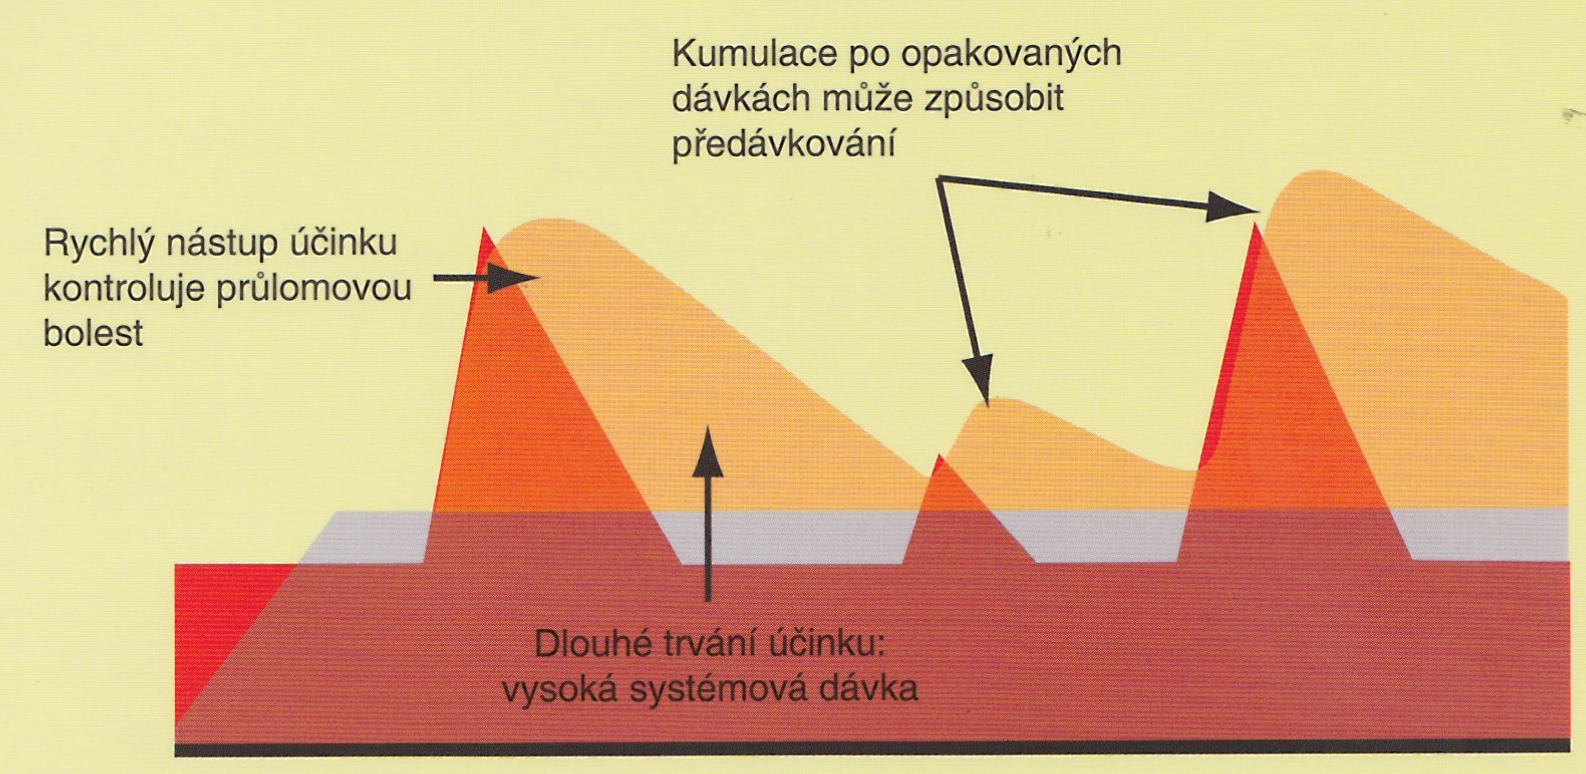 Kumulace po opakovaných
dávkách může způsobit
předávkování
Rychlý nástup účinku
kontroluje průlomovou
bolest
Dlouhé trvání účinku:
vysoká systémová dávka